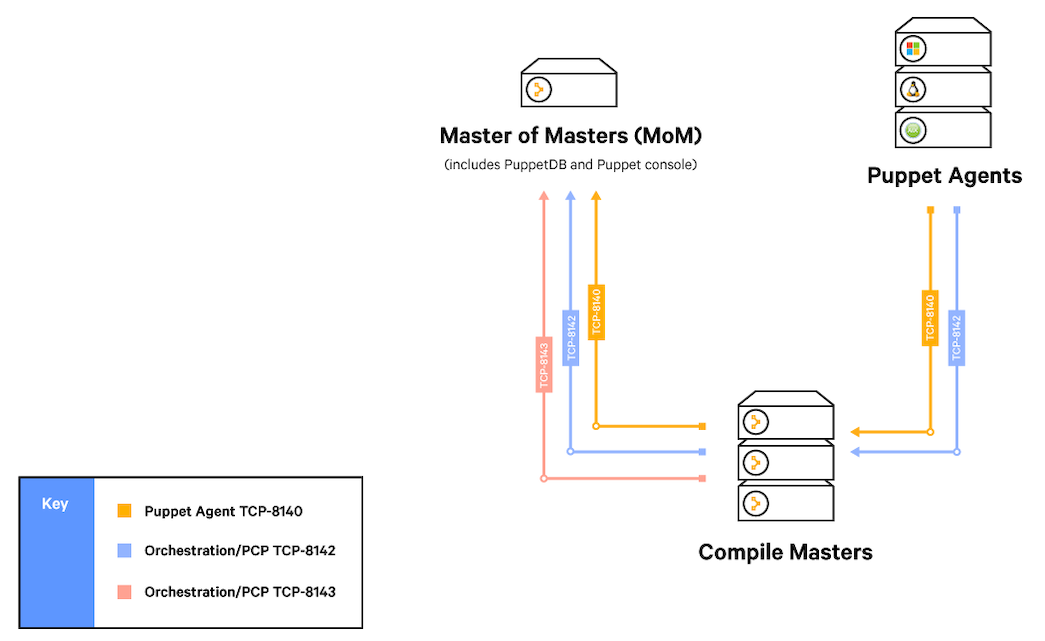 Master of Masters (MoM)
(includes PuppetDB and Puppet console)
Puppet Agents
TCP-8140
TCP-8142
TCP-8143
TCP-8140
TCP-8142
Compile Masters
Key
Puppet Agent TCP-8140
Orchestration/PCP TCP-8142
Orchestration/PCP TCP-8143